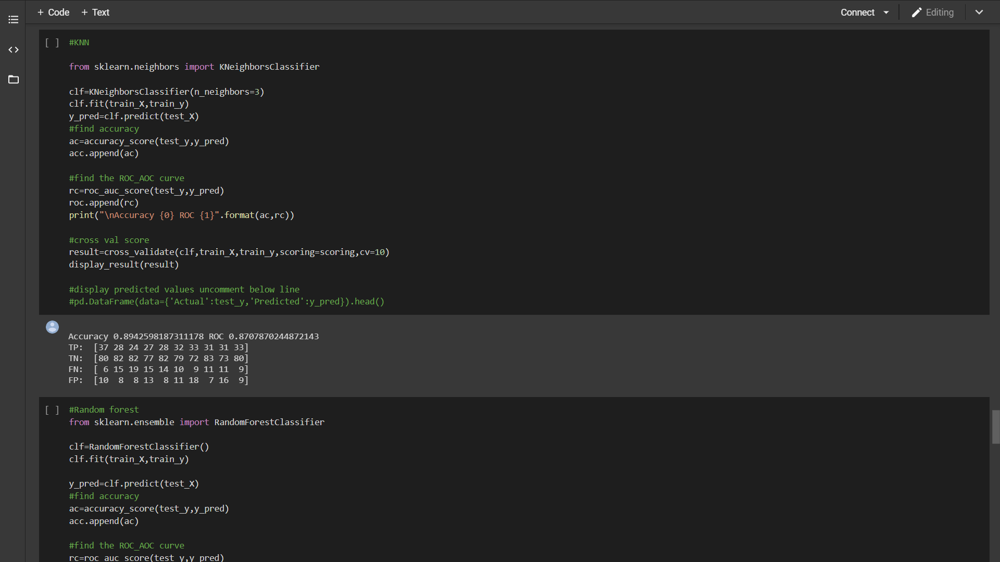 + Code + Text
Connect
Editing
[ ] #KNN
from sklearn.neighbors import KNeighborsClassifier
clf=KNeighborsClassifier(n_neighbors=3)
clf.fit(train_X,train_y)
y_pred=clf.predict(test_X)
#find accuracy
ac=accuracy_score(test_y,y_pred)
acc.append(ac)
#find the ROC_AOC curve
rc=roc_auc_score(test_y,y_pred)
roc.append(rc)
print("\nAccuracy {0} ROC {1}".format(ac,rc))
#cross val score
result=cross_validate(clf,train_X,train_y,scoring=scoring,cv=10)
display_result(result)
#display predicted values uncomment below line
#pd.DataFrame(data={'Actual':test_y,'Predicted':y_pred}).head()
Accuracy 0.8942598187311178 ROC 0.8707870244872143
TP:  [37 28 24 27 28 32 33 31 31 33]
TN:  [80 82 82 77 82 79 72 83 73 80]
FN:  [ 6 15 19 15 14 10  9 11 11  9]
FP:  [10  8  8 13  8 11 18  7 16  9]
[ ] #Random forest
from sklearn.ensemble import RandomForestClassifier
clf=RandomForestClassifier()
clf.fit(train_X,train_y)
y_pred=clf.predict(test_X)
#find accuracy
ac=accuracy_score(test_y,y_pred)
acc.append(ac)
#find the ROC_AOC curve
rc=roc_auc_score(test_y,y_pred)